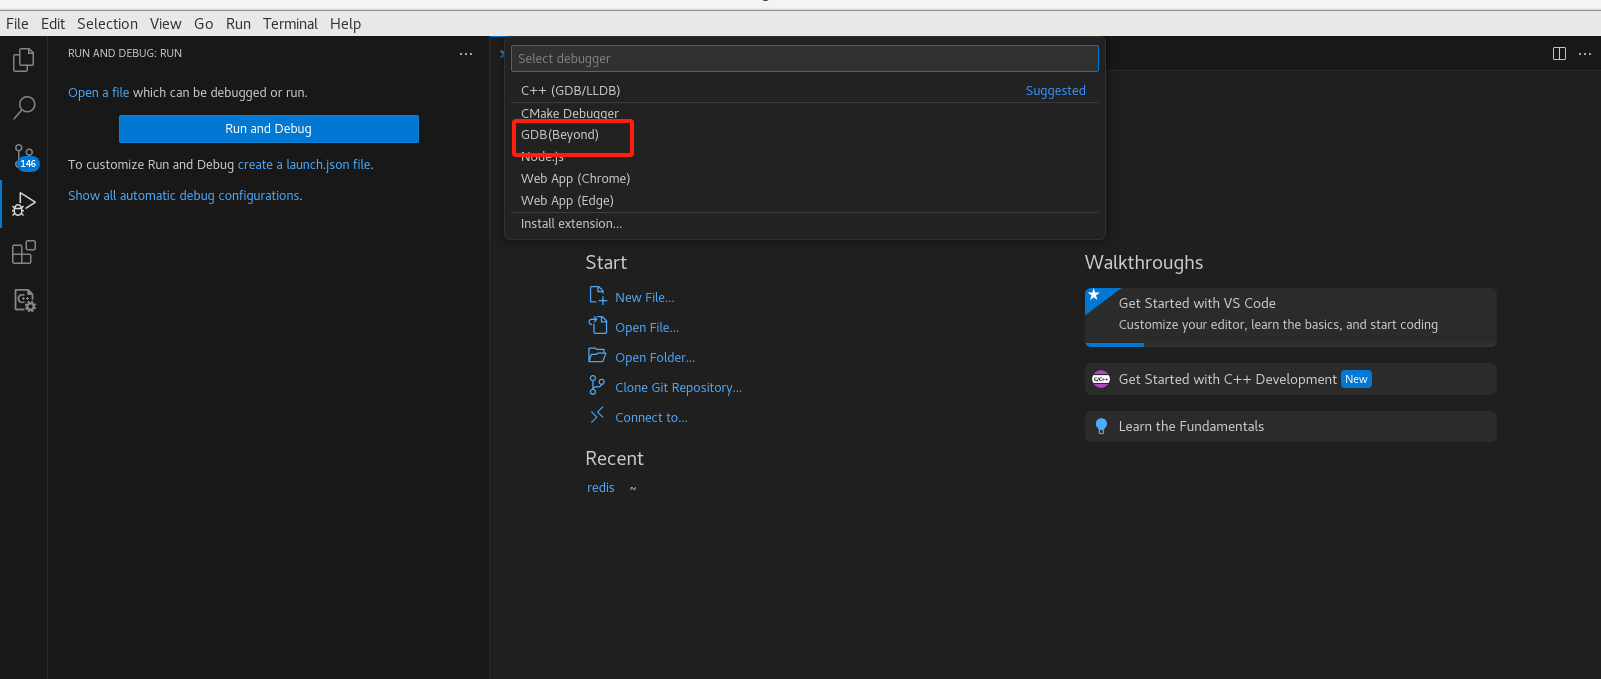 File Edit Selection View Go Run Terminal Help
RUN AND DEBUG: RUN
Open a file which can be debugged or run.
Run and Debug
To customize Run and Debug create a launch.json file.
Show all automatic debug configurations.
146
Select debugger
C++ (GDB/LLDB) Suggested
CMake Debugger
GDB(Beyond)
Node.js
Web App (Chrome)
Web App (Edge)
Install extension...
Start
New File...
Open File...
Open Folder...
Clone Git Repository...
Connect to...
Recent
redis ~
Walkthroughs
Get Started with VS Code
Customize your editor, learn the basics, and start coding
C/C++ Get Started with C++ Development New
Learn the Fundamentals